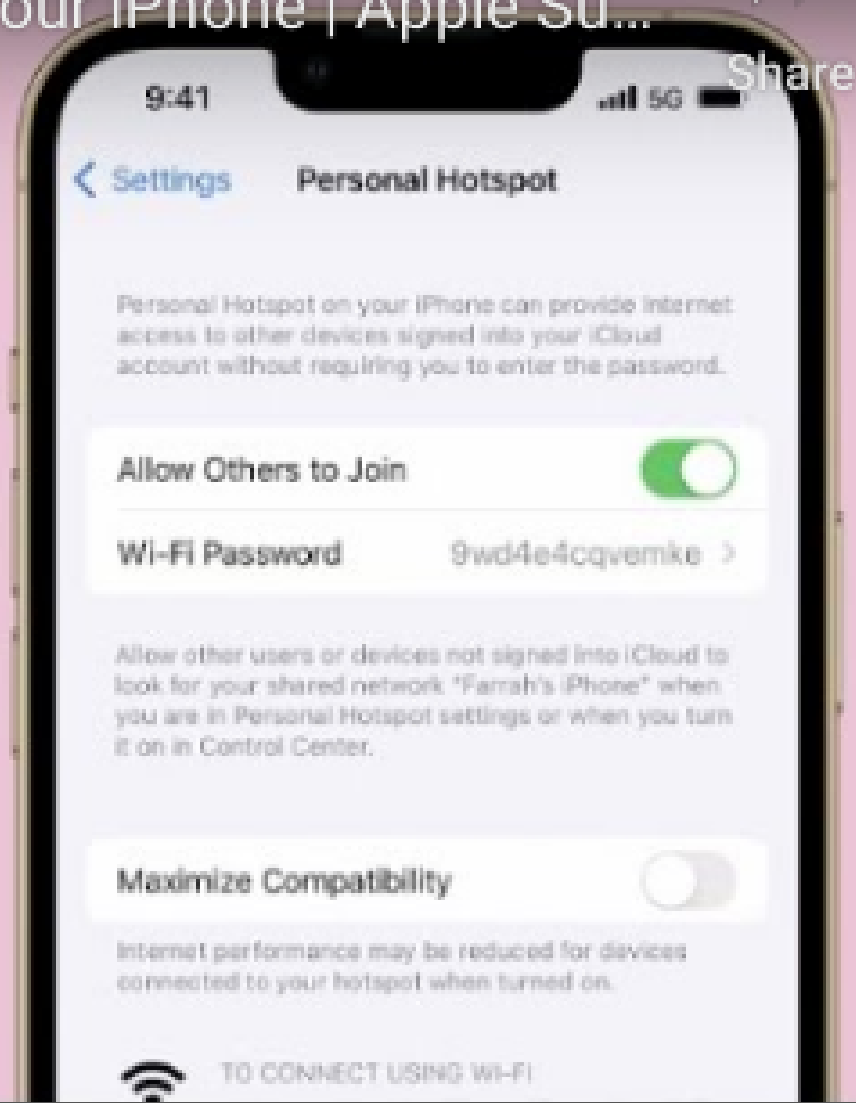 our iPhone | Apple Su...
Share
9:41
5G
Settings
Personal Hotspot
Personal Hotspot on your iPhone can provide Internet
access to other devices signed into your iCloud
account without requiring you to enter the password.
Allow Others to Join
Wi-Fi Password 9wd4e4cqvemke
Allow other users or devices not signed into iCloud to
look for your shared network "Farrah's iPhone" when
you are in Personal Hotspot settings or when you turn
it on in Control Center.
Maximize Compatibility
Internet performance may be reduced for devices
connected to your hotspot when turned on.
TO CONNECT USING WI-FI